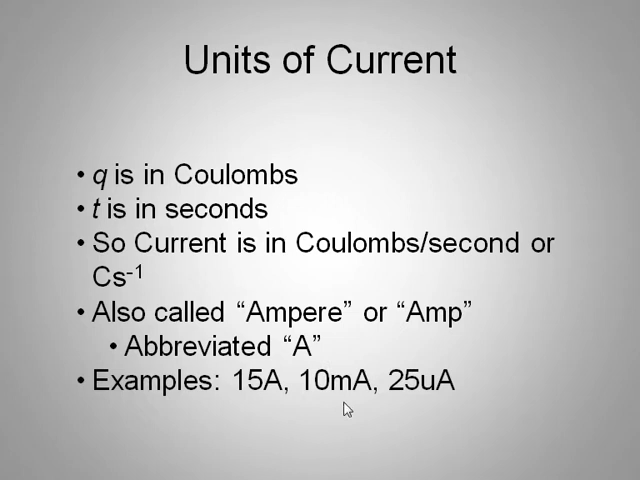 Units of Current
• q is in Coulombs
• t is in seconds
• So Current is in Coulombs/second or
Cs⁻¹
• Also called “Ampere” or “Amp”
• Abbreviated “A”
• Examples: 15A, 10mA, 25uA